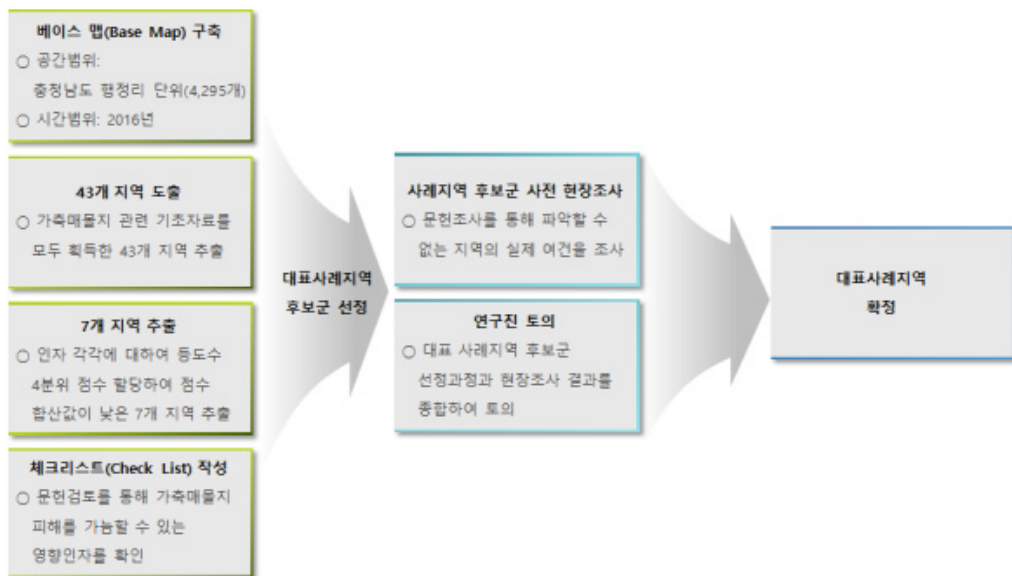 베이스 맵(Base Map) 구축
○ 공간범위:
충청남도 행정리 단위(4,295개)
○ 시간범위: 2016년
43개 지역 도출
○ 가축매몰지 관련 기초자료를
모두 획득한 43개 지역 추출
7개 지역 추출
○ 인자 각각에 대하여 등도수
4분위 점수 할당하여 점수
합산값이 낮은 7개 지역 추출
체크리스트(Check List) 작성
○ 문헌검토를 통해 가축매몰지
피해를 가늠할 수 있는
영향인자를 확인
대표사례지역
후보군 선정
사례지역 후보군 사전 현장조사
○ 문헌조사를 통해 파악할 수
없는 지역의 실제 여건을 조사
연구진 토의
○ 대표 사례지역 후보군
선정과정과 현장조사 결과를
종합하여 토의
대표사례지역
확정